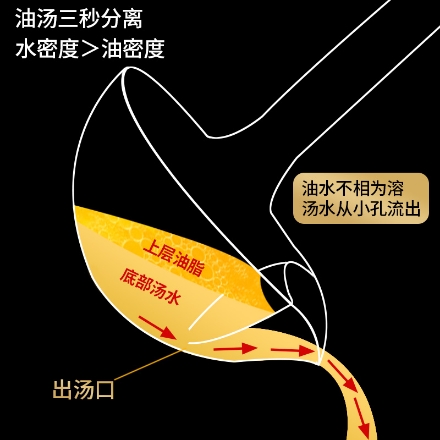 油汤三秒分离
水密度＞油密度
油水不相为溶
汤水从小孔流出
上层油脂
底部汤水
出汤口